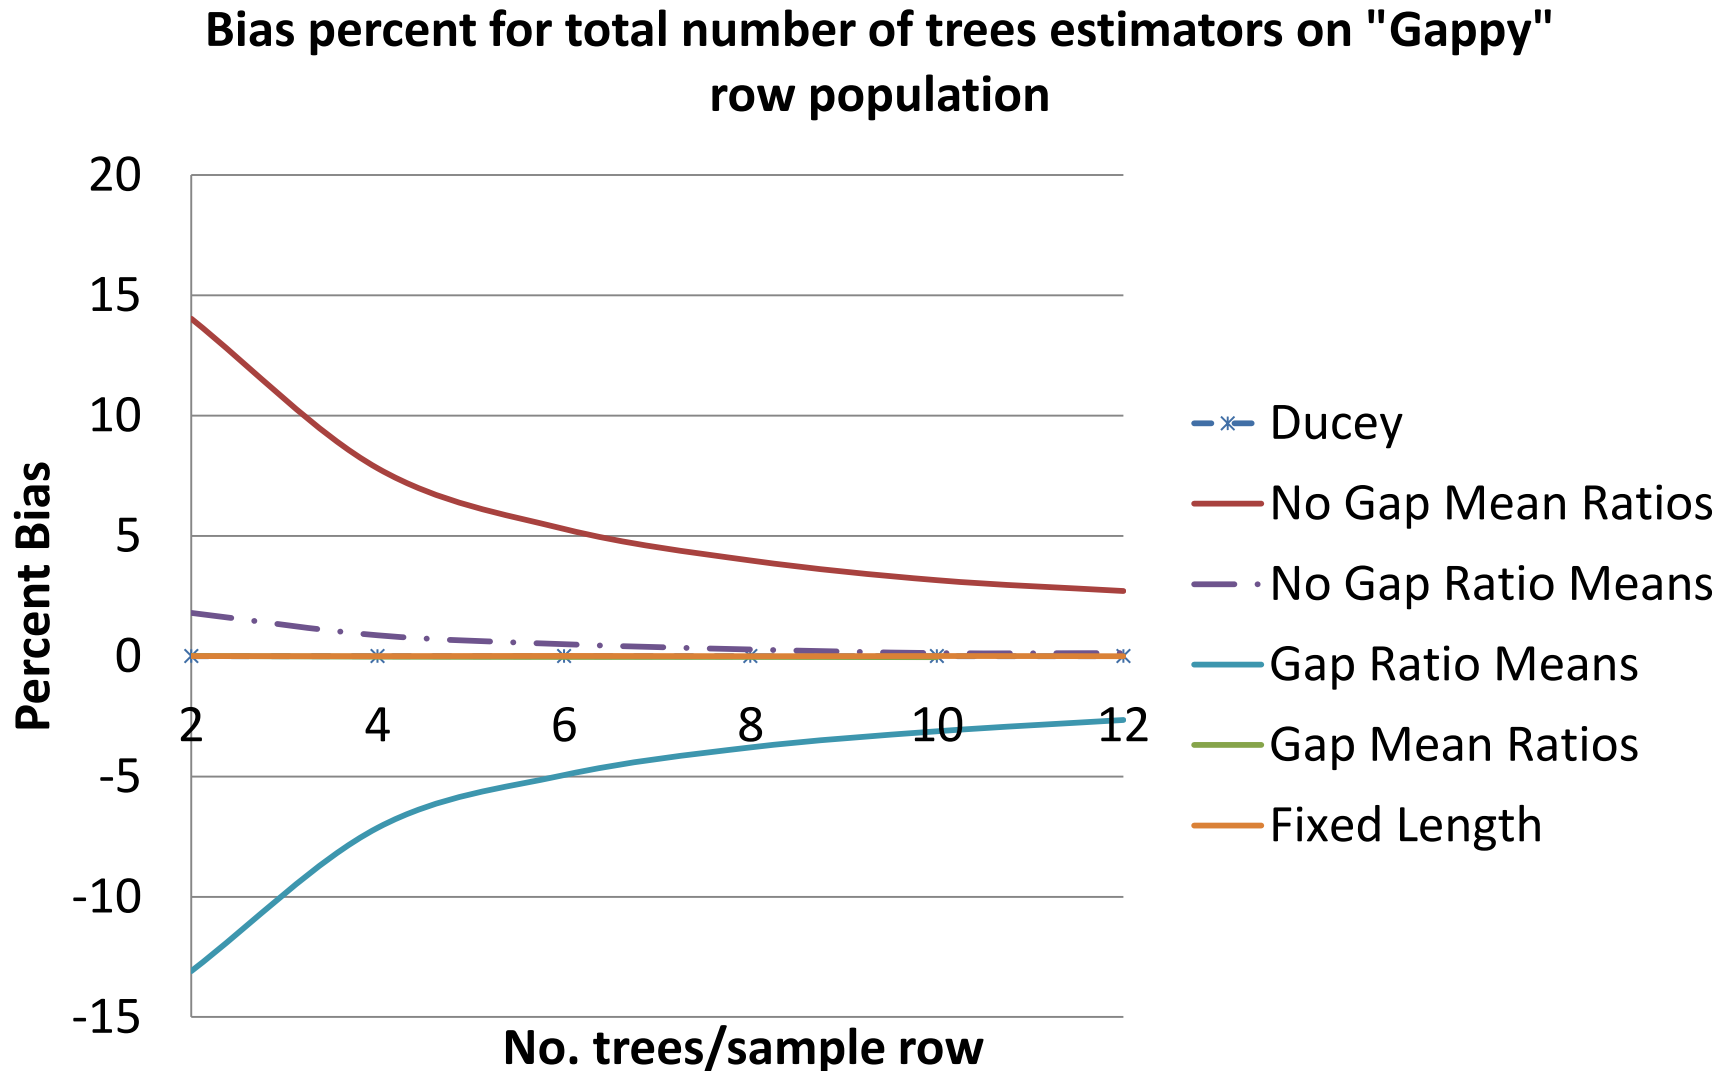 Bias percent for total number of trees estimators on "Gappy"
row population
20
15
10
5
0
-5
-10
-15
Percent Bias
2 4 6 8 10 12
No. trees/sample row
Ducey
No Gap Mean Ratios
No Gap Ratio Means
Gap Ratio Means
Gap Mean Ratios
Fixed Length